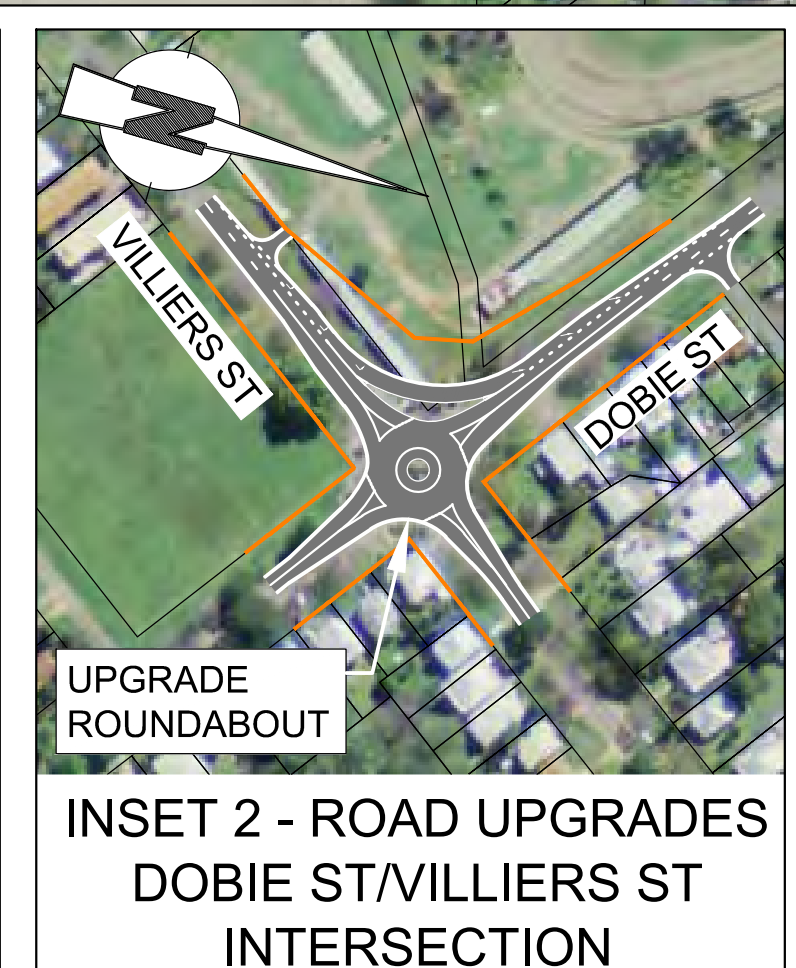 N
VILLIERS ST
DOBIE ST
UPGRADE
ROUNDABOUT
INSET 2 - ROAD UPGRADES
DOBIE ST/VILLIERS ST
INTERSECTION